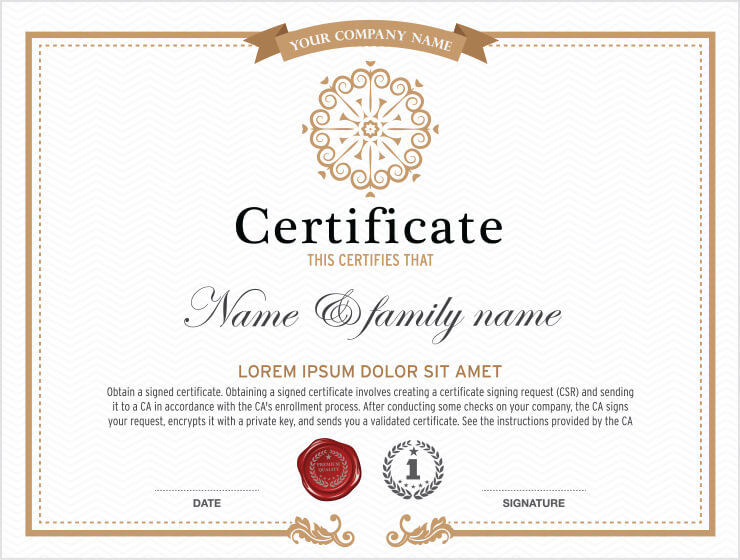 YOUR COMPANY NAME
Certificate
THIS CERTIFIES THAT
Name & family name
LOREM IPSUM DOLOR SIT AMET
Obtain a signed certificate. Obtaining a signed certificate involves creating a certificate signing request (CSR) and sending
it to a CA in accordance with the CA's enrollment process. After conducting some checks on your company, the CA signs
your request, encrypts it with a private key, and sends you a validated certificate. See the instructions provided by the CA
PREMIUM
QUALITY
1
DATE
SIGNATURE